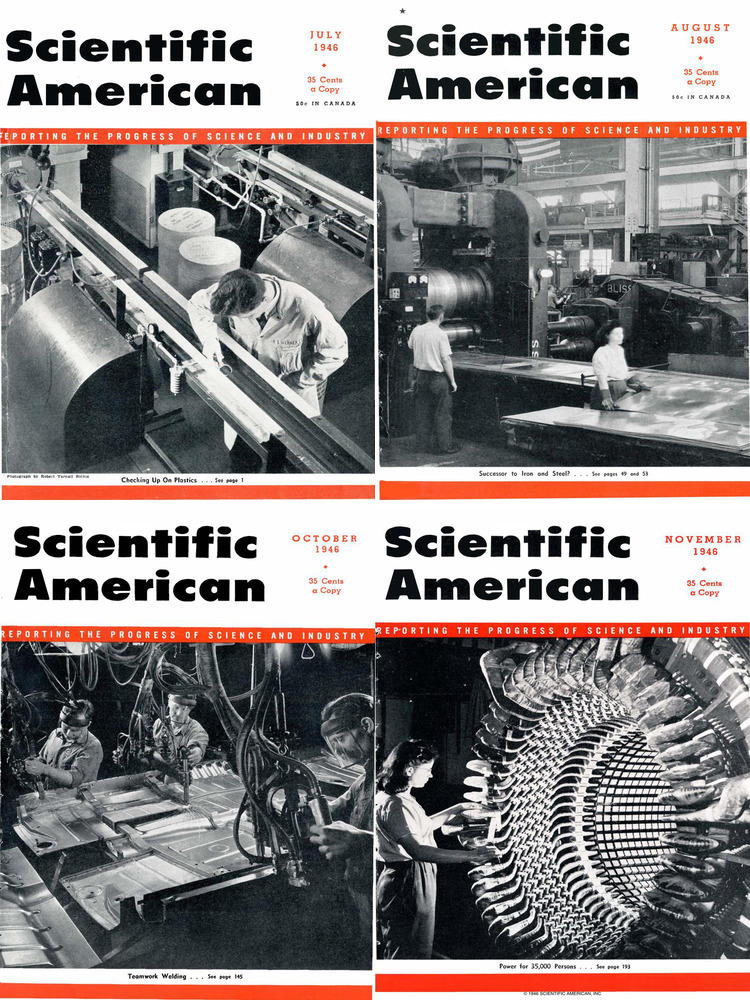 Scientific
American
JULY
1946
35 Cents
a Copy
50c IN CANADA
REPORTING THE PROGRESS OF SCIENCE AND INDUSTRY
Photograph by Robert Yarnall Richie
Checking Up On Plastics . . . See page 1
Scientific
American
AUGUST
1946
35 Cents
a Copy
50c IN CANADA
REPORTING THE PROGRESS OF SCIENCE AND INDUSTRY
BLISS
SS
Successor to Iron and Steel? . . . See pages 49 and 53
Scientific
American
OCTOBER
1946
35 Cents
a Copy
REPORTING THE PROGRESS OF SCIENCE AND INDUSTRY
Teamwork Welding . . . See page 145
Scientific
American
NOVEMBER
1946
35 Cents
a Copy
REPORTING THE PROGRESS OF SCIENCE AND INDUSTRY
Power for 35,000 Persons . . . See page 193
© 1946 SCIENTIFIC AMERICAN, INC